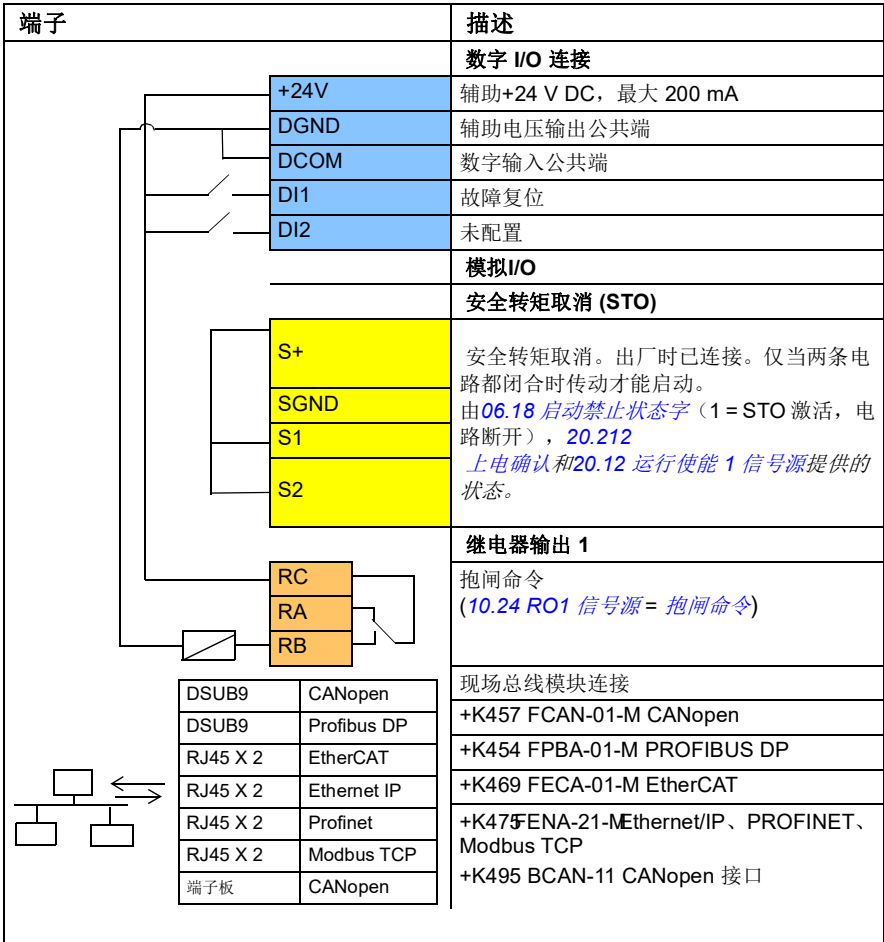 端子 描述
数字 I/O 连接
+24V 辅助+24 V DC，最大 200 mA
DGND 辅助电压输出公共端
DCOM 数字输入公共端
DI1 故障复位
DI2 未配置
模拟I/O
安全转矩取消 (STO)
S+
SGND
S1
S2
安全转矩取消。出厂时已连接。仅当两条电
路都闭合时传动才能启动。
由06.18 启动禁止状态字（1 = STO 激活，电
路断开），20.212
上电确认和20.12 运行使能 1 信号源提供的
状态。
继电器输出 1
RC
RA
RB
抱闸命令
(10.24 RO1 信号源 = 抱闸命令)
DSUB9 CANopen
DSUB9 Profibus DP
RJ45 X 2 EtherCAT
RJ45 X 2 Ethernet IP
RJ45 X 2 Profinet
RJ45 X 2 Modbus TCP
端子板 CANopen
现场总线模块连接
+K457 FCAN-01-M CANopen
+K454 FPBA-01-M PROFIBUS DP
+K469 FECA-01-M EtherCAT
+K475FENA-21-MEthernet/IP、PROFINET、
Modbus TCP
+K495 BCAN-11 CANopen 接口